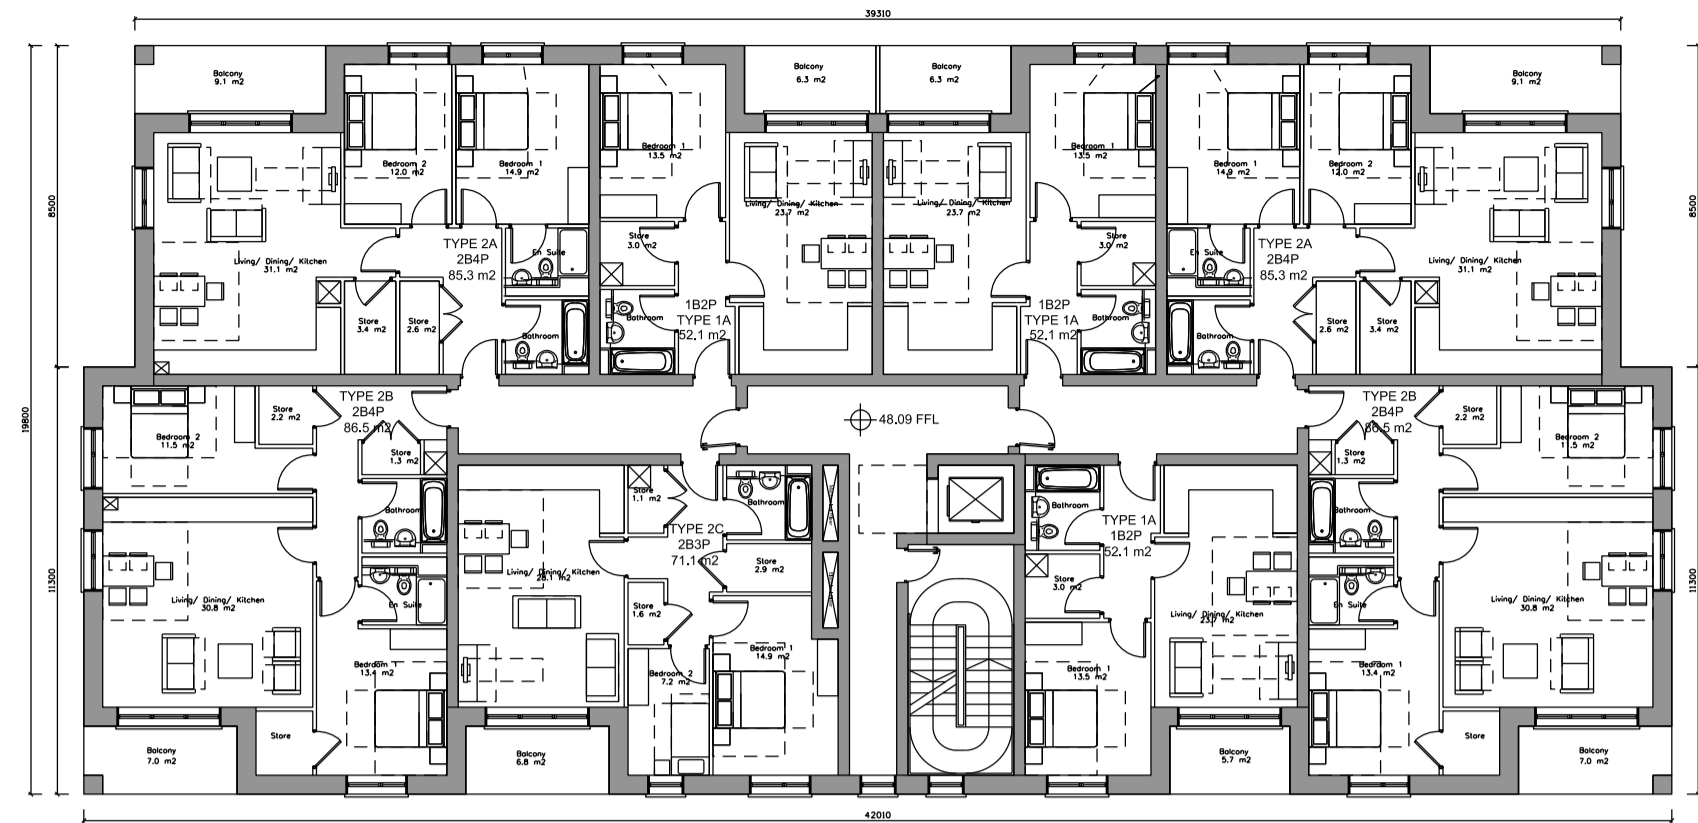 39310
Balcony
9.1 m2
Balcony
6.3 m2
Balcony
6.3 m2
Balcony
9.1 m2
8500
8500
Bedroom 2
12.0 m2
Bedroom 1
14.9 m2
Bedroom 1
13.5 m2
Living/ Dining/ Kitchen
23.7 m2
Living/ Dining/ Kitchen
23.7 m2
Bedroom 1
13.5 m2
Bedroom 1
14.9 m2
Bedroom 2
12.0 m2
Living/ Dining/ Kitchen
31.1 m2
TYPE 2A
2B4P
85.3 m2
En Suite
Store
3.0 m2
Store
3.0 m2
En Suite
TYPE 2A
2B4P
85.3 m2
Living/ Dining/ Kitchen
31.1 m2
Store
3.4 m2
Store
2.6 m2
Bathroom
Bathroom
1B2P
TYPE 1A
52.1 m2
1B2P
TYPE 1A
52.1 m2
Bathroom
Bathroom
Store
2.6 m2
Store
3.4 m2
19800
11300
11300
Bedroom 2
11.5 m2
Store
2.2 m2
TYPE 2B
2B4P
86.5 m2
Store
1.3 m2
48.09 FFL
TYPE 2B
2B4P
86.5 m2
Store
1.3 m2
Store
2.2 m2
Bedroom 2
11.5 m2
Bathroom
Store
1.1 m2
TYPE 2C
2B3P
71.1 m2
Bathroom
Bathroom
TYPE 1A
1B2P
52.1 m2
Bathroom
Living/ Dining/ Kitchen
30.8 m2
En Suite
Living/ Dining/ Kitchen
28.1 m2
Store
1.6 m2
Store
2.9 m2
Store
3.0 m2
Living/ Dining/ Kitchen
23.7 m2
En Suite
Living/ Dining/ Kitchen
30.8 m2
Bedroom 1
13.4 m2
Bedroom 2
7.2 m2
Bedroom 1
14.9 m2
Bedroom 1
13.5 m2
Bedroom 1
13.4 m2
Store
Store
Balcony
7.0 m2
Balcony
6.8 m2
Balcony
5.7 m2
Balcony
7.0 m2
42010